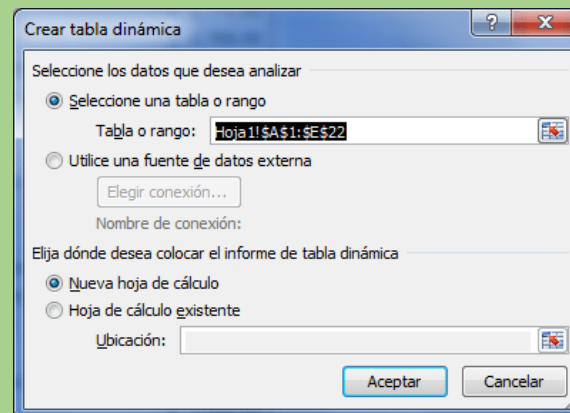 Crear tabla dinámica
Seleccione los datos que desea analizar
Seleccione una tabla o rango
Tabla o rango: Hoja1!$A$1:$E$22
Utilice una fuente de datos externa
Elegir conexión...
Nombre de conexión:
Elija dónde desea colocar el informe de tabla dinámica
Nueva hoja de cálculo
Hoja de cálculo existente
Ubicación:
Aceptar Cancelar